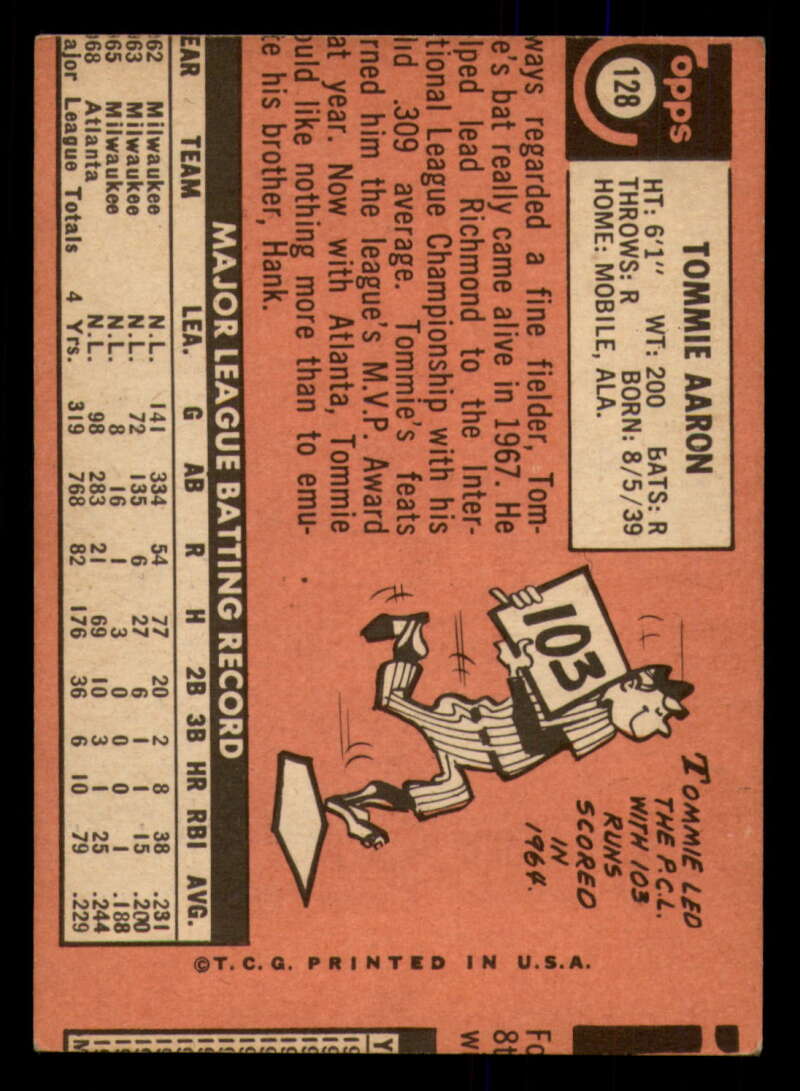 opps
128
TOMMIE AARON
HT: 6'1" WT: 200 BATS: R
THROWS: R BORN: 8/5/39
HOME: MOBILE, ALA.
ways regarded a fine fielder, Tom-
e's bat really came alive in 1967. He
lped lead Richmond to the Inter-
tional League Championship with his
lid .309 average. Tommie's feats
rned him the league's M.V.P. Award
at year. Now with Atlanta, Tommie
ould like nothing more than to emu-
te his brother, Hank.
103
TOMMIE LED
THE P.C.L.
WITH 103
RUNS
SCORED
IN
1964.
MAJOR LEAGUE BATTING RECORD
EAR TEAM LEA. G AB R H 2B 3B HR RBI AVG.
962 Milwaukee N.L. 141 334 54 77 20 2 8 38 .231
963 Milwaukee N.L. 72 135 6 27 6 1 1 15 .200
965 Milwaukee N.L. 8 16 1 3 0 0 0 1 .188
968 Atlanta N.L. 98 283 21 69 10 3 1 25 .244
ajor League Totals 4 Yrs. 319 768 82 176 36 6 10 79 .229
©T.C.G. PRINTED IN U.S.A.
Fo
8t
w
Y
M